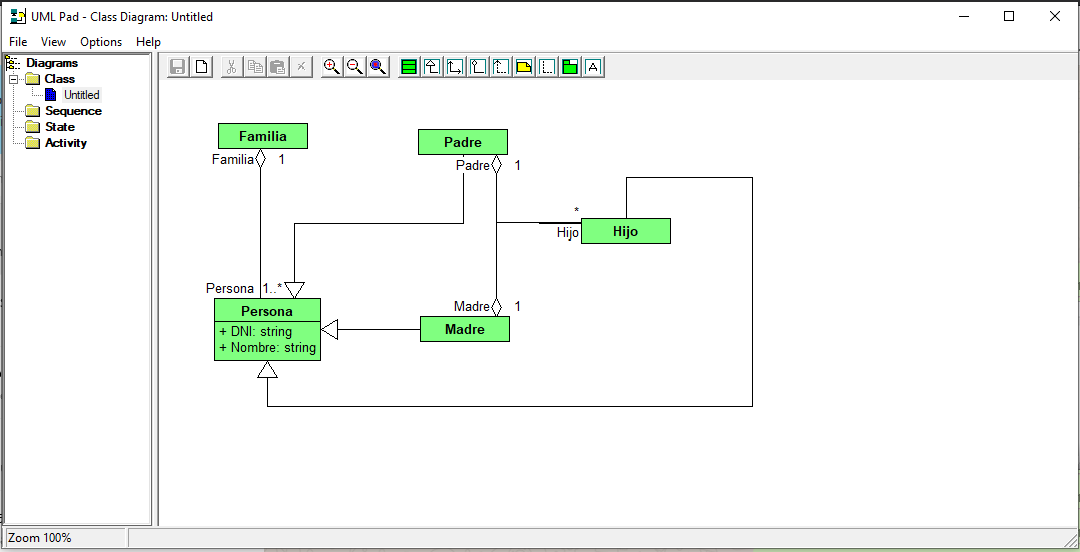 UML Pad - Class Diagram: Untitled
File View Options Help
Diagrams
Class
Untitled
Sequence
State
Activity
A
Familia
Familia 1
Padre
Padre 1
*
Hijo
Hijo
Persona 1..*
Persona
+ DNI: string
+ Nombre: string
Madre 1
Madre
Zoom 100%